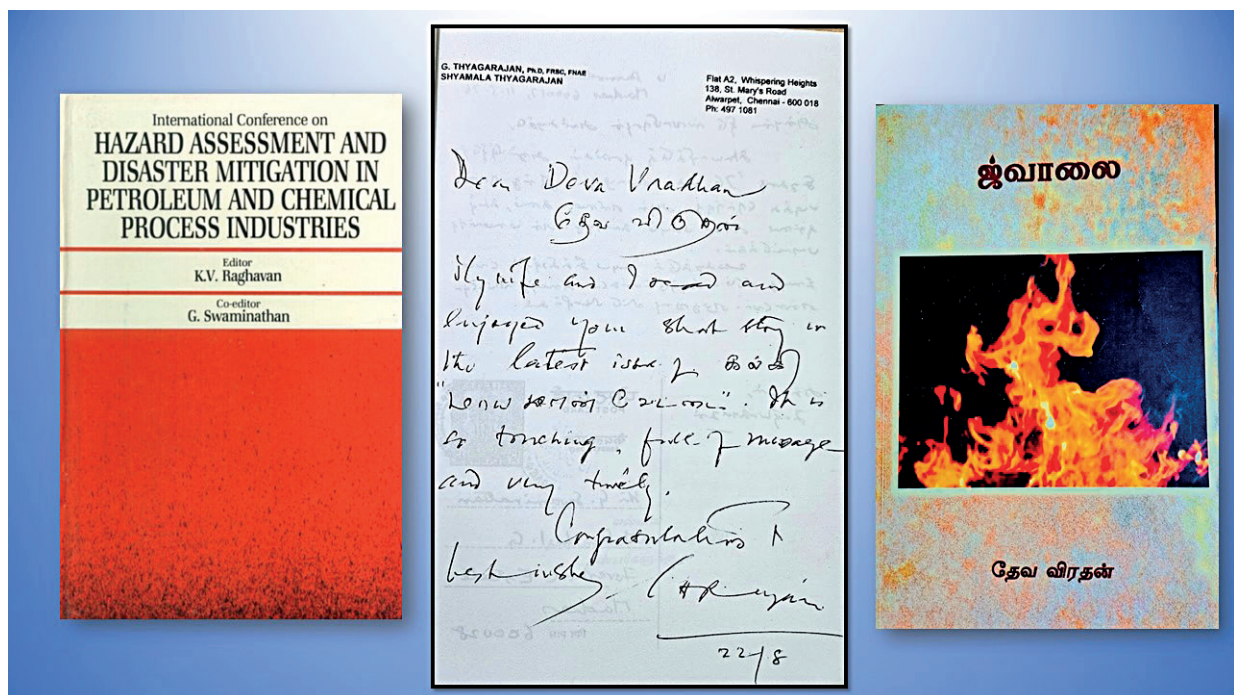 International Conference on
HAZARD ASSESSMENT AND
DISASTER MITIGATION IN
PETROLEUM AND CHEMICAL
PROCESS INDUSTRIES
Editor
K.V. Raghavan
Co-editor
G. Swaminathan
G. THYAGARAJAN, Ph.D, FRSC, FNAE
SHYAMALA THYAGARAJAN
Flat A2, Whispering Heights
138, St. Mary's Road
Alwarpet, Chennai - 600 018
Ph: 497 1081
Dear Deva Vradhan
தேவ விரதன்
My wife and I read and
enjoyed your short story in
the latest issue of கல்கி
It is
so touching, full of message
and very timely.
Congratulations &
best wishes
22/8
ஜ்வாலை
தேவ விரதன்